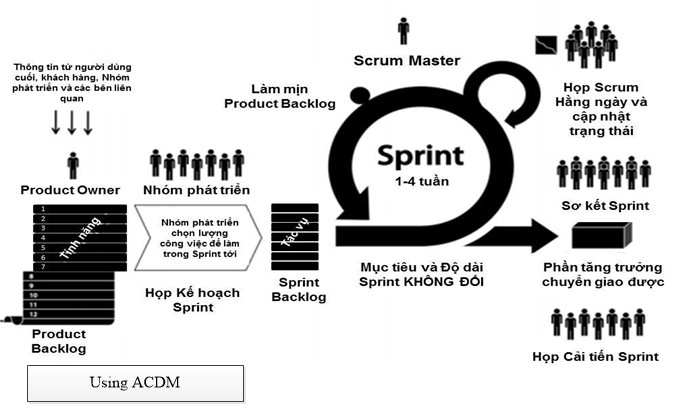 Thông tin từ người dùng
cuối, khách hàng, Nhóm
phát triển và các bên liên
quan
Product Owner
Nhóm phát triển
1
2
3
4
5
6
7
Tính năng
8
9
10
11
12
Product
Backlog
Nhóm phát triển
chọn lượng
công việc để làm
trong Sprint tới
Họp Kế hoạch
Sprint
Tác vụ
Sprint
Backlog
Làm mịn
Product Backlog
Scrum Master
Sprint
1-4 tuần
Mục tiêu và Độ dài
Sprint KHÔNG ĐỔI
Họp Scrum
Hằng ngày và
cập nhật
trạng thái
Sơ kết Sprint
Phần tăng trưởng
chuyển giao được
Họp Cải tiến Sprint
Using ACDM